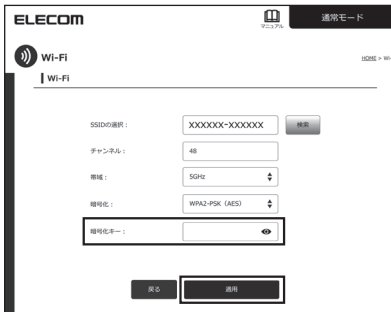 ELECOM
マニュアル
通常モード
Wi-Fi
HOME > Wi
Wi-Fi
SSIDの選択：
XXXXXX-XXXXXX
検索
チャンネル：
48
帯域：
5GHz
暗号化：
WPA2-PSK（AES）
暗号化キー：
戻る
適用